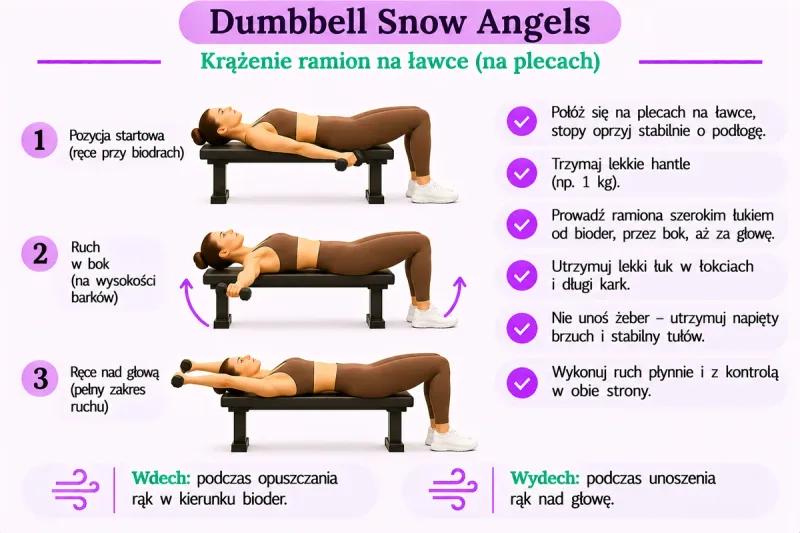 Dumbbell Snow Angels
Krążenie ramion na ławce (na plecach)
1
Pozycja startowa
(ręce przy biodrach)
2
Ruch
w bok
(na wysokości
barków)
3
Ręce nad głową
(pełny zakres
ruchu)
Połóż się na plecach na ławce,
stopy oprzyj stabilnie o podłogę.
Trzymaj lekkie hantle
(np. 1 kg).
Prowadź ramiona szerokim łukiem
od bioder, przez bok, aż za głowę.
Utrzymuj lekki łuk w łokciach
i długi kark.
Nie unoś żeber – utrzymuj napięty
brzuch i stabilny tułów.
Wykonuj ruch płynnie i z kontrolą
w obie strony.
Wdech: podczas opuszczania
rąk w kierunku bioder.
Wydech: podczas unoszenia
rąk nad głowę.